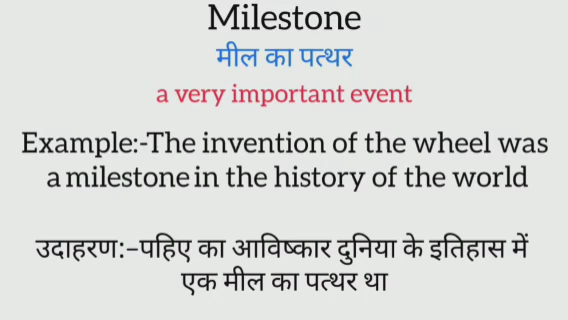 Milestone
मील का पत्थर
a very important event
Example:-The invention of the wheel was
a milestone in the history of the world
उदाहरण:–पहिए का आविष्कार दुनिया के इतिहास में
एक मील का पत्थर था